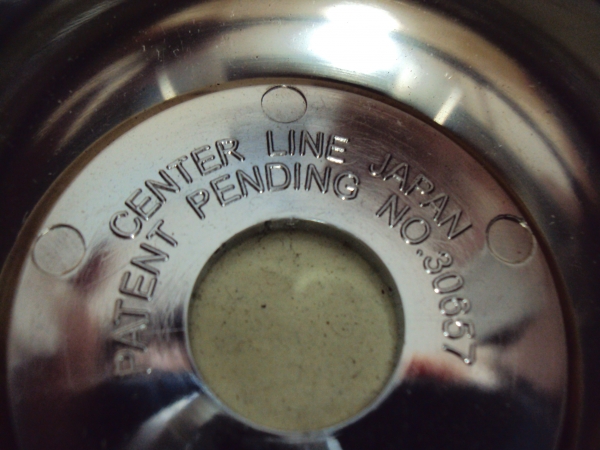 CENTER LINE JAPAN
PATENT PENDING NO.30657